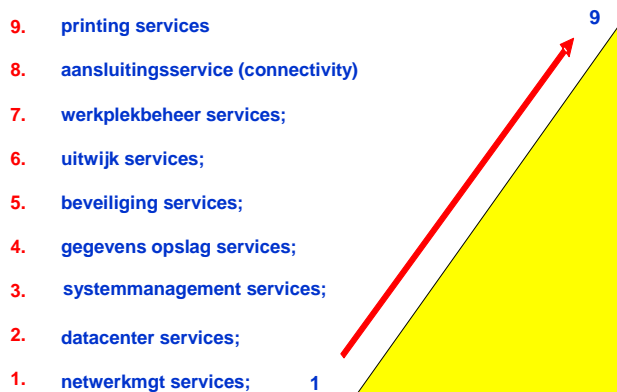 9
9. printing services
8. aansluitingsservice (connectivity)
7. werkplekbeheer services;
6. uitwijk services;
5. beveiliging services;
4. gegevens opslag services;
3. systemmanagement services;
2. datacenter services;
1. netwerkmgt services;
1